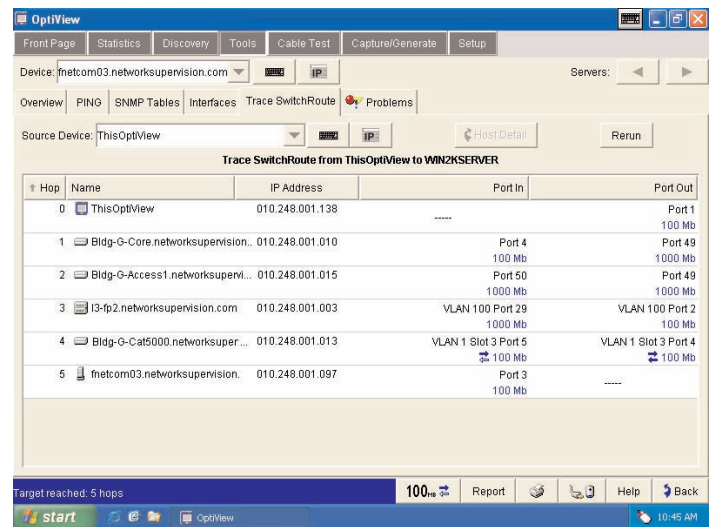 OptiView
Front Page Statistics Discovery Tools Cable Test Capture/Generate Setup
Device: fnetcom03.networksupervision.com IP Servers:
Overview PING SNMP Tables Interfaces Trace SwitchRoute Problems
Source Device: ThisOptiView IP Host Detail Rerun
Trace SwitchRoute from ThisOptiView to WIN2KSERVER
Hop Name IP Address Port In Port Out
0 ThisOptiView 010.248.001.138 ----- Port 1
100 Mb
1 Bldg-G-Core.networksupervision.. 010.248.001.010 Port 4 Port 49
100 Mb 1000 Mb
2 Bldg-G-Access1.networksupervi... 010.248.001.015 Port 50 Port 49
1000 Mb 1000 Mb
3 l3-fp2.networksupervision.com 010.248.001.003 VLAN 100 Port 29 VLAN 100 Port 2
1000 Mb 100 Mb
4 Bldg-G-Cat5000.networksuper... 010.248.001.013 VLAN 1 Slot 3 Port 5 VLAN 1 Slot 3 Port 4
100 Mb 100 Mb
5 fnetcom03.networksupervision. 010.248.001.097 Port 3 -----
100 Mb
Target reached: 5 hops 100MB Report Help Back
start OptiView 10:45 AM